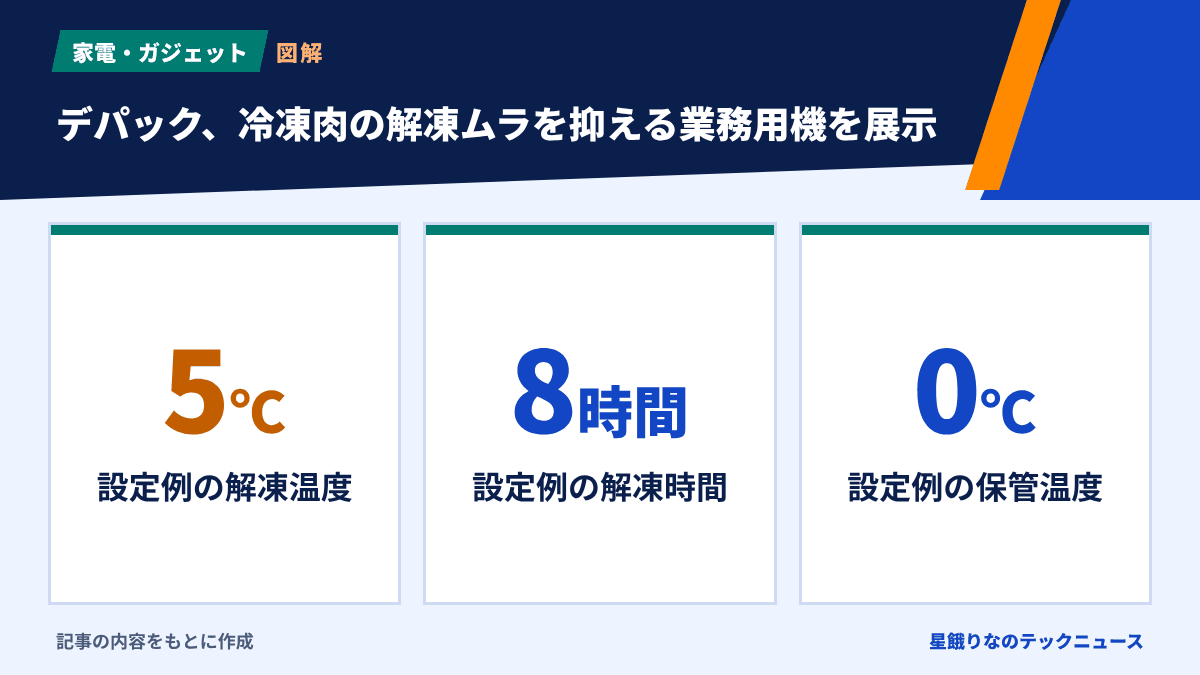 家電・ガジェット 図解
デパック、冷凍肉の解凍ムラを抑える業務用機を展示
5℃
設定例の解凍温度
8時間
設定例の解凍時間
0℃
設定例の保管温度
記事の内容をもとに作成
星餓りなのテックニュース